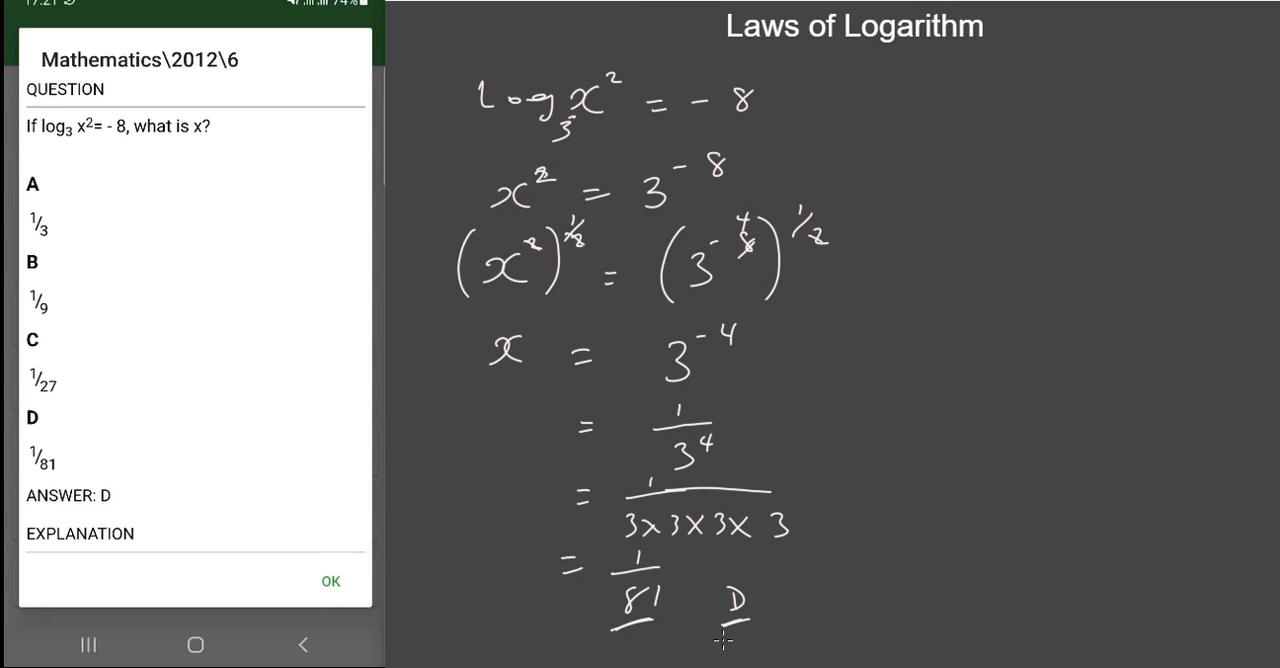 Mathematics\2012\6
QUESTION
If log₃ x²= - 8, what is x?
A
1/3
B
1/9
C
1/27
D
1/81
ANSWER: D
EXPLANATION
OK
Laws of Logarithm
Log₃ x² = - 8
x² = 3⁻⁸
(x²)^1/2 = (3⁻⁸ 4)^1/2
x = 3⁻⁴
= 1/3⁴
= 1/3x3x3x3
= 1/81 D